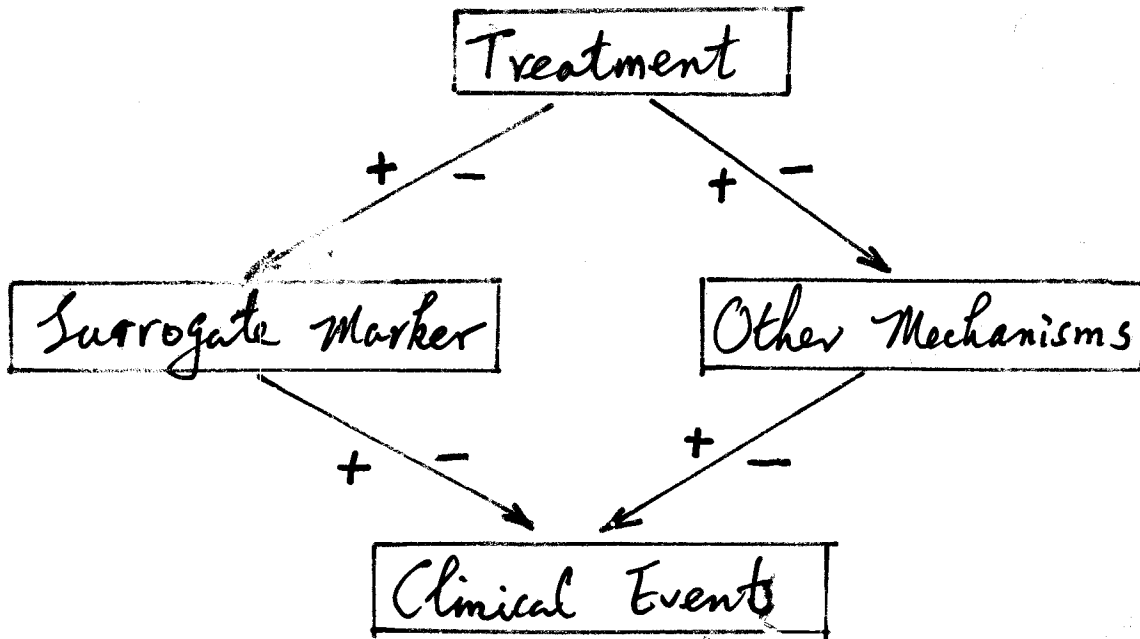 Treatment
+ − + −
Surrogate Marker Other Mechanisms
+ − + −
Clinical Events